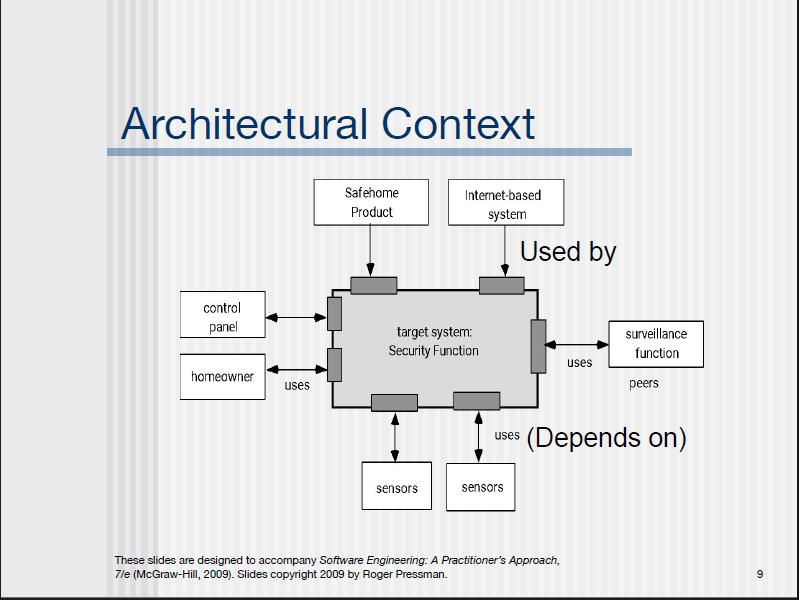 Architectural Context
Safehome
Product
Internet-based
system
Used by
control
panel
target system:
Security Function
surveillance
function
homeowner
uses
uses
peers
uses (Depends on)
sensors
sensors
These slides are designed to accompany Software Engineering: A Practitioner's Approach,
7/e (McGraw-Hill, 2009). Slides copyright 2009 by Roger Pressman.
9